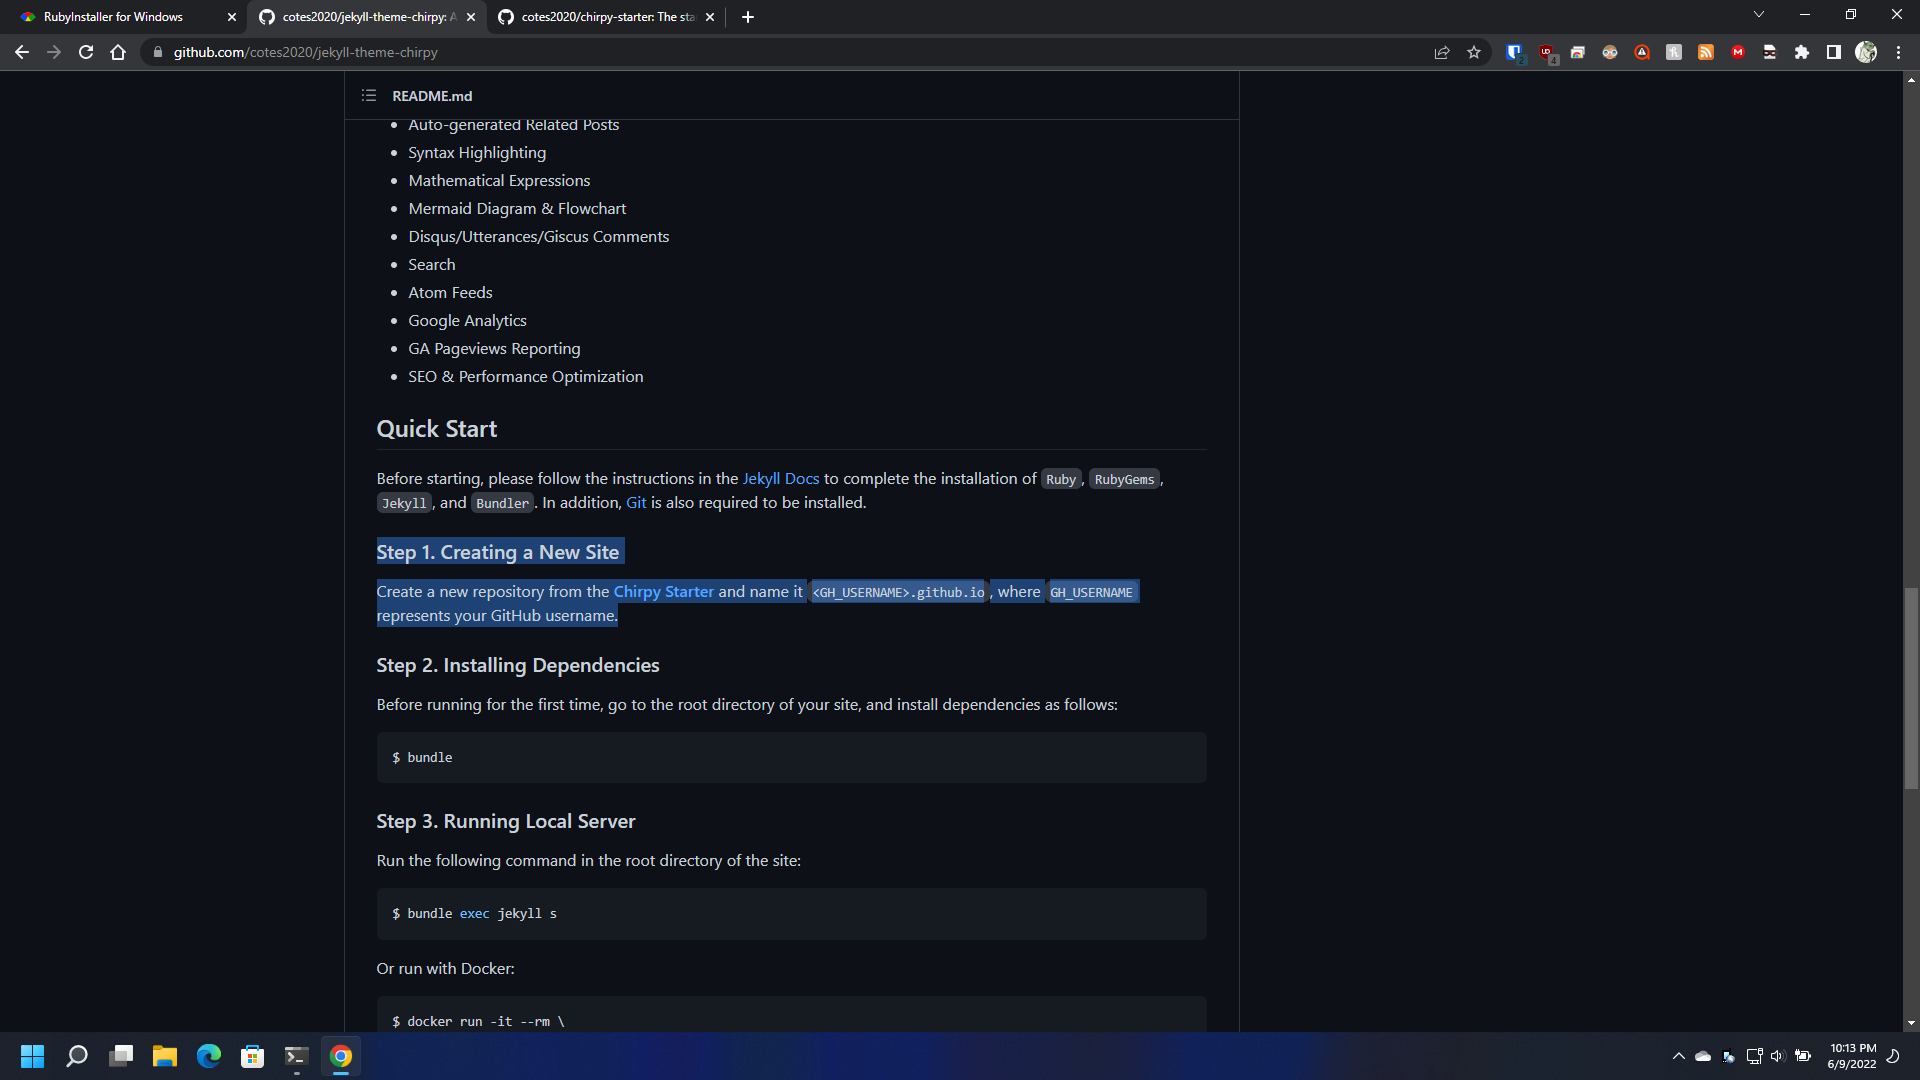 RubyInstaller for Windows
cotes2020/jekyll-theme-chirpy: A
cotes2020/chirpy-starter: The sta
github.com/cotes2020/jekyll-theme-chirpy
2
4
README.md
Auto-generated Related Posts
Syntax Highlighting
Mathematical Expressions
Mermaid Diagram & Flowchart
Disqus/Utterances/Giscus Comments
Search
Atom Feeds
Google Analytics
GA Pageviews Reporting
SEO & Performance Optimization
Quick Start
Before starting, please follow the instructions in the Jekyll Docs to complete the installation of Ruby, RubyGems,
Jekyll, and Bundler. In addition, Git is also required to be installed.
Step 1. Creating a New Site
Create a new repository from the Chirpy Starter and name it <GH_USERNAME>.github.io, where GH_USERNAME
represents your GitHub username.
Step 2. Installing Dependencies
Before running for the first time, go to the root directory of your site, and install dependencies as follows:
$ bundle
Step 3. Running Local Server
Run the following command in the root directory of the site:
$ bundle exec jekyll s
Or run with Docker:
$ docker run -it --rm \
10:13 PM
6/9/2022